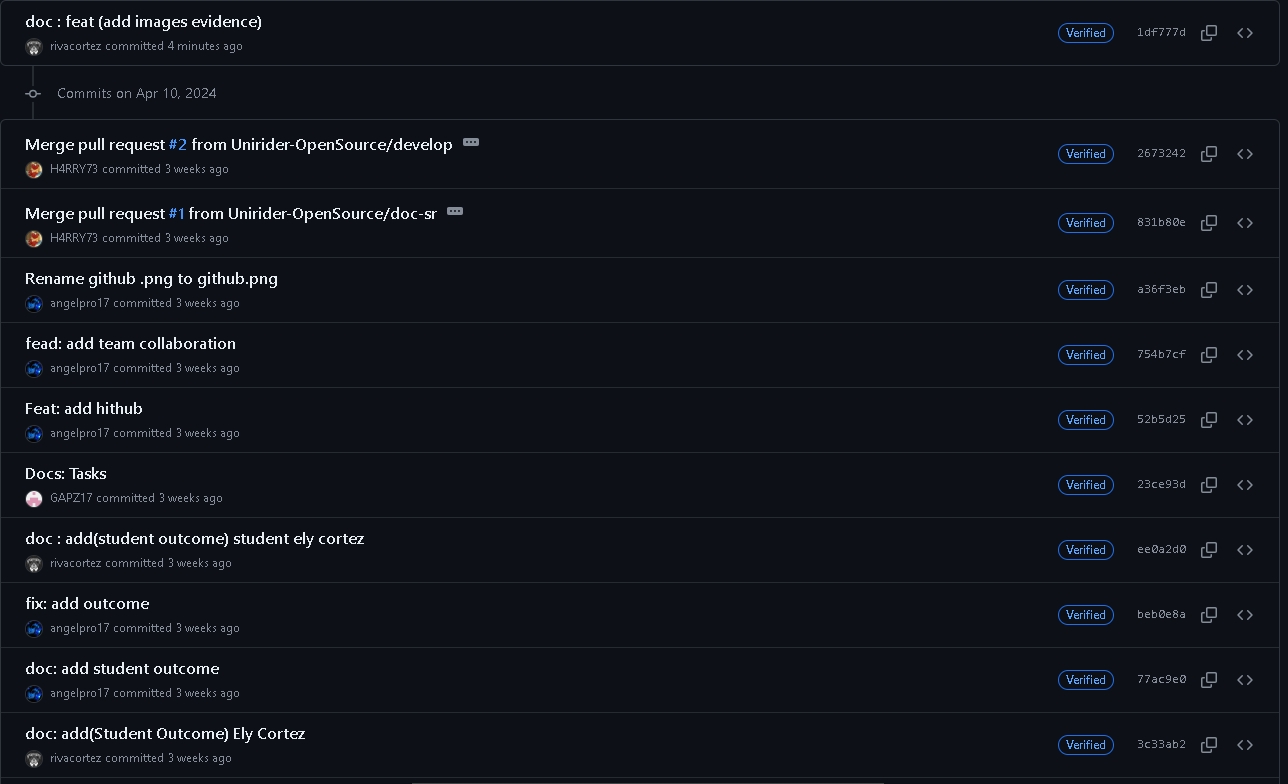 doc : feat (add images evidence)
rivacortez committed 4 minutes ago
Verified
1df777d
Commits on Apr 10, 2024
Merge pull request #2 from Unirider-OpenSource/develop
H4RRY73 committed 3 weeks ago
Verified
2673242
Merge pull request #1 from Unirider-OpenSource/doc-sr
H4RRY73 committed 3 weeks ago
Verified
831b80e
Rename github .png to github.png
angelpro17 committed 3 weeks ago
Verified
a36f3eb
fead: add team collaboration
angelpro17 committed 3 weeks ago
Verified
754b7cf
Feat: add hithub
angelpro17 committed 3 weeks ago
Verified
52b5d25
Docs: Tasks
GAPZ17 committed 3 weeks ago
Verified
23ce93d
doc : add(student outcome) student ely cortez
rivacortez committed 3 weeks ago
Verified
ee0a2d0
fix: add outcome
angelpro17 committed 3 weeks ago
Verified
beb0e8a
doc: add student outcome
angelpro17 committed 3 weeks ago
Verified
77ac9e0
doc: add(Student Outcome) Ely Cortez
rivacortez committed 3 weeks ago
Verified
3c33ab2